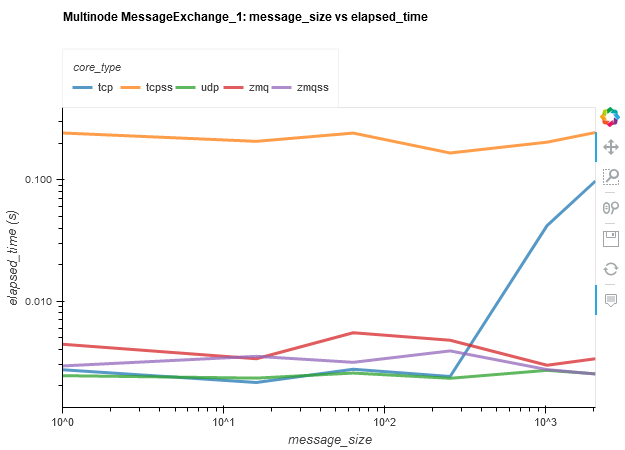 Multinode MessageExchange_1: message_size vs elapsed_time
core_type
tcp tcpss udp zmq zmqss
elapsed_time (s)
0.100
0.010
10^0 10^1 10^2 10^3
message_size